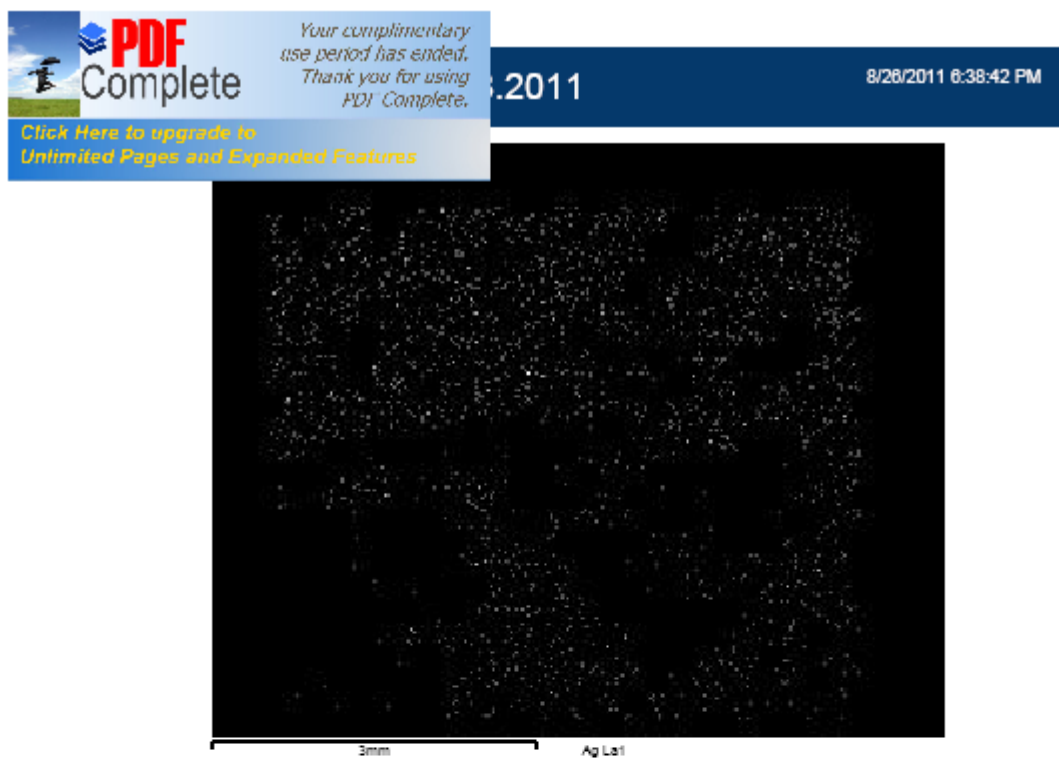 PDF
Complete
Your complimentary
use period has ended.
Thank you for using
PDF Complete.
Click Here to upgrade to
Unlimited Pages and Expanded Features
.2011
8/26/2011 6:38:42 PM
3mm
Ag La1